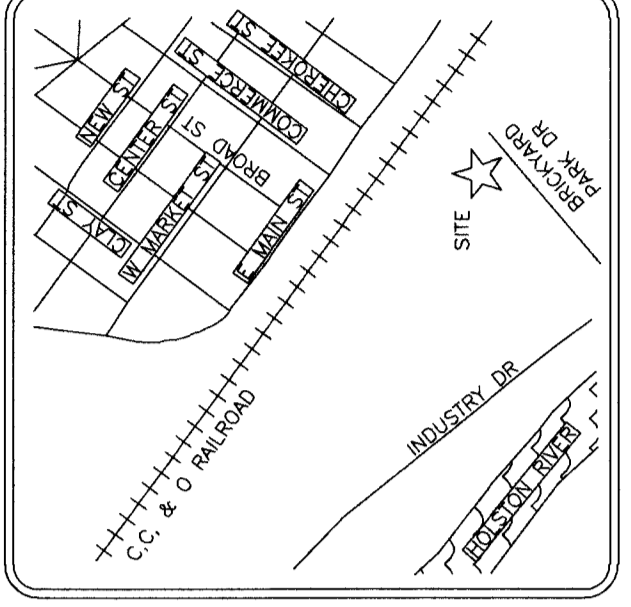 CHEROKEE ST
COMMERCE ST
NEW ST
CENTER ST
BROAD ST
CLAY ST
W MARKET ST
E MAIN ST
BRICKYARD
PARK DR
SITE
INDUSTRY DR
C.C. & O RAILROAD
HOLSTON RIVER